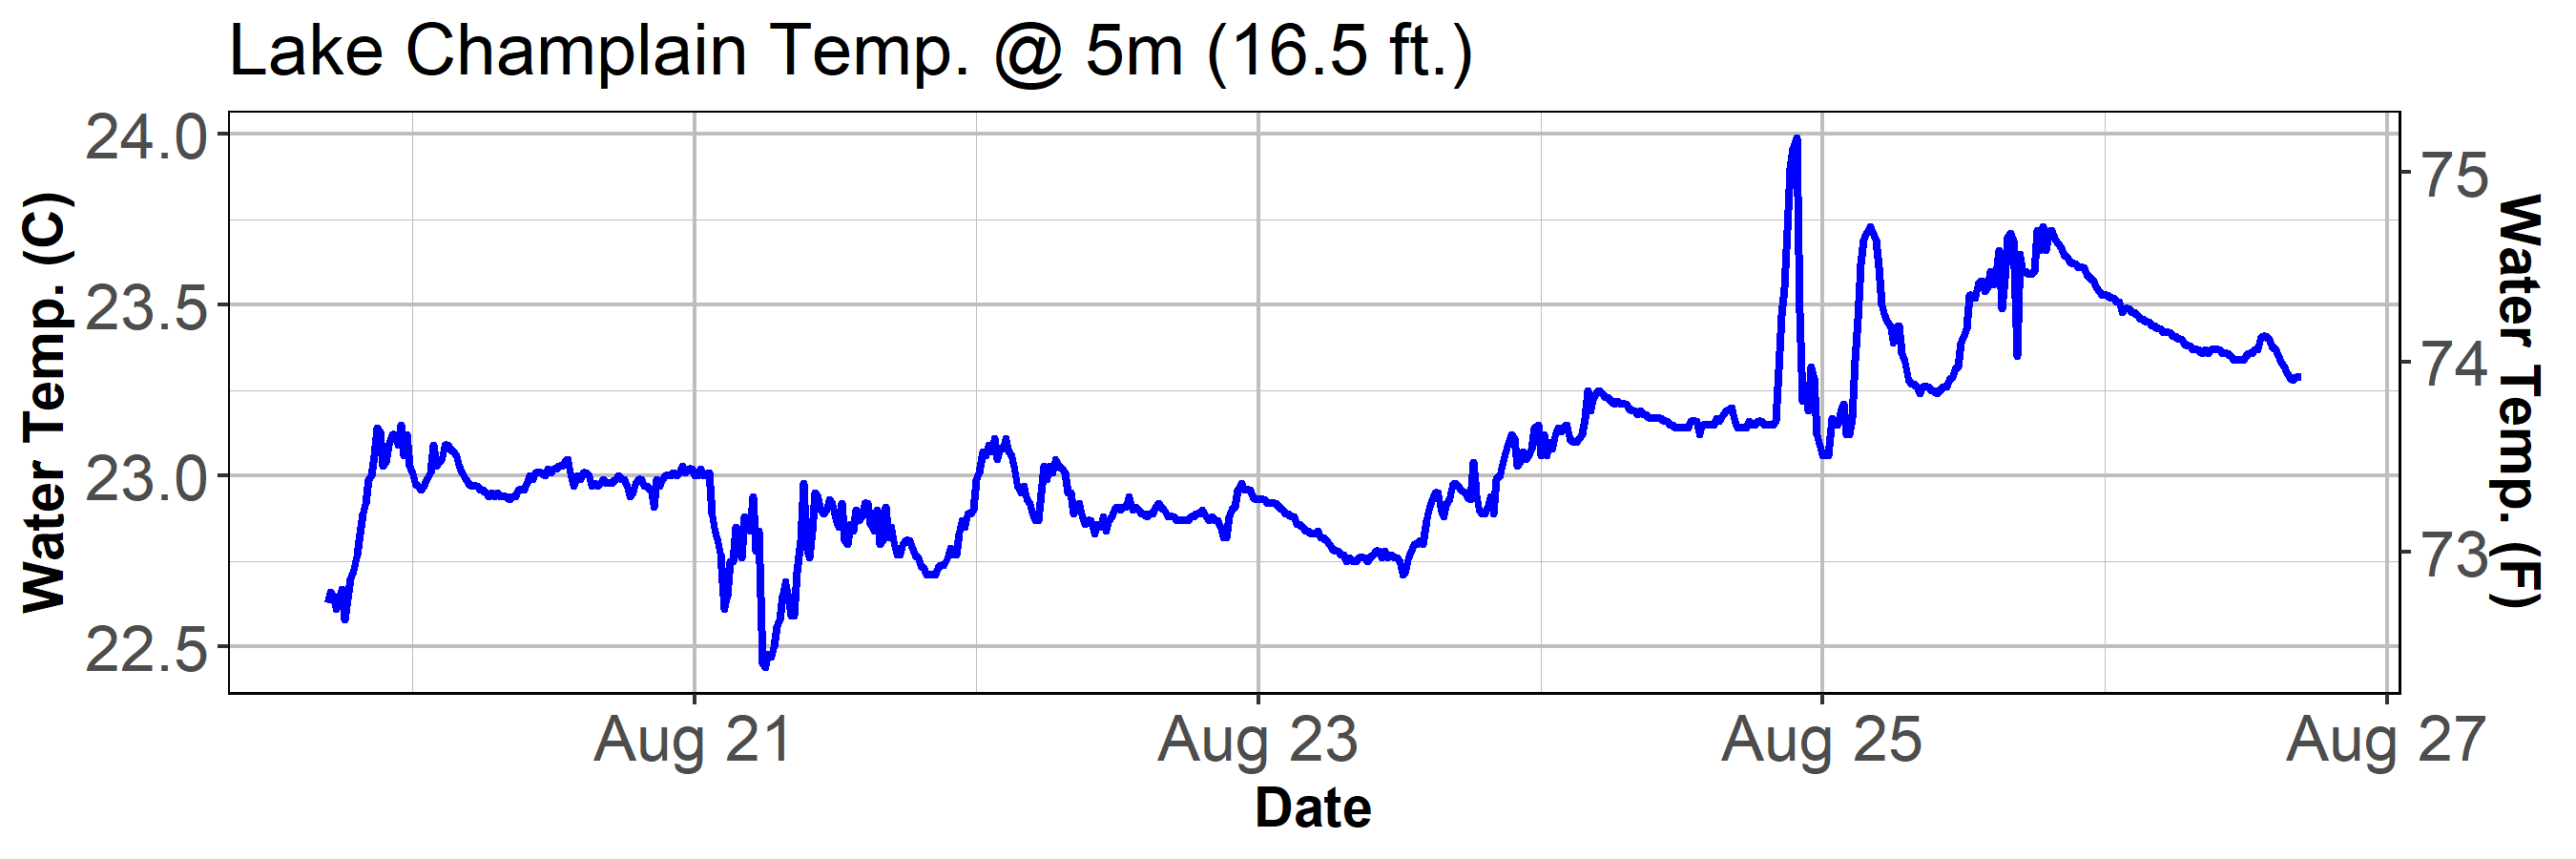 Lake Champlain Temp. @ 5m (16.5 ft.)
Water Temp. (C)
24.0
23.5
23.0
22.5
75
74
73
Water Temp. (F)
Aug 21 Aug 23 Aug 25 Aug 27
Date